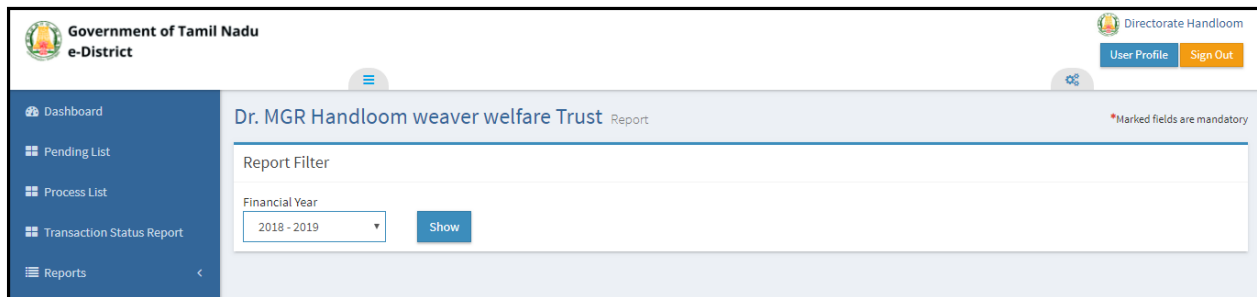 Government of Tamil Nadu
e-District
Directorate Handloom
User Profile Sign Out
Dashboard
Pending List
Process List
Transaction Status Report
Reports
Dr. MGR Handloom weaver welfare Trust Report
*Marked fields are mandatory
Report Filter
Financial Year
2018 - 2019
Show